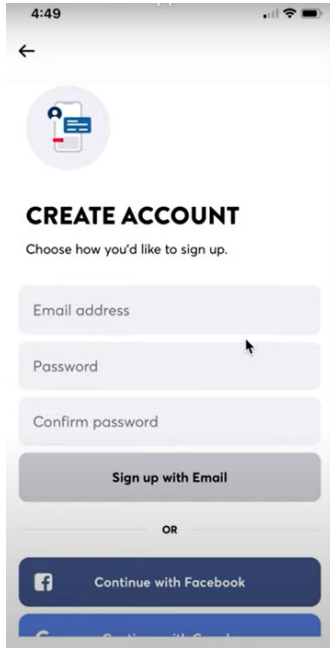 4:49
CREATE ACCOUNT
Choose how you'd like to sign up.
Email address
Password
Confirm password
Sign up with Email
OR
Continue with Facebook